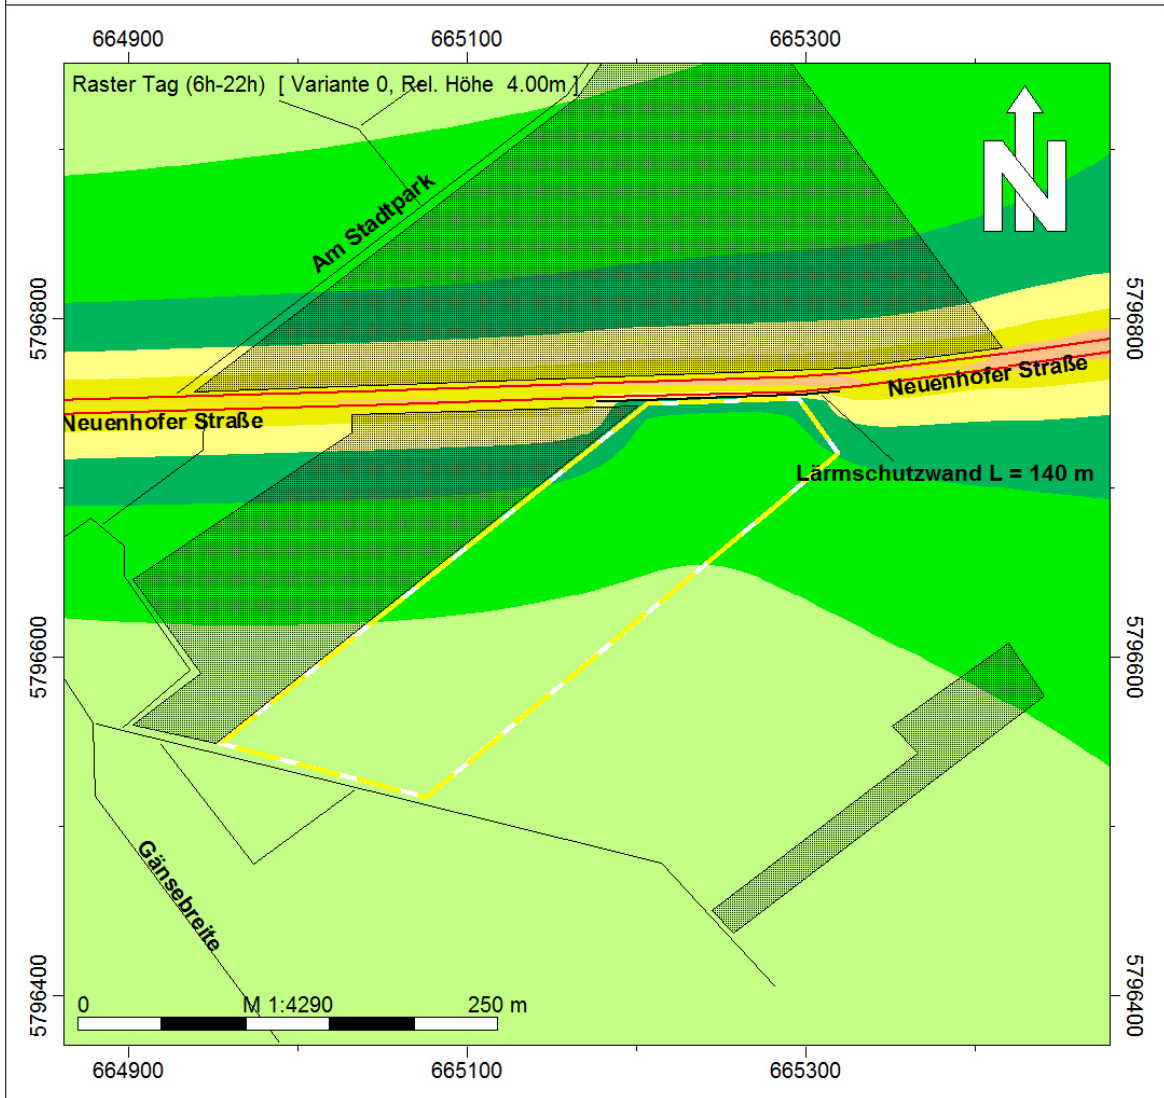 664900 665100 665300
Raster Tag (6h-22h) [ Variante 0, Rel. Höhe 4.00m ]
N
Am Stadtpark
5796800 5796800
Neuenhofer Straße
Neuenhofer Straße
Lärmschutzwand L = 140 m
5796600 5796600
Gänsebreite
5796400 5796400
0 M 1:4290 250 m
664900 665100 665300